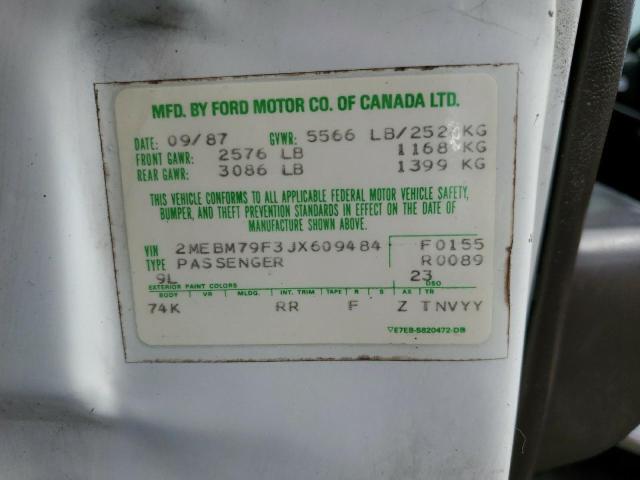 MFD. BY FORD MOTOR CO. OF CANADA LTD.
DATE: 09/87 GVWR: 5566 LB/252 KG
FRONT GAWR: 2576 LB 1168 KG
REAR GAWR: 3086 LB 1399 KG
THIS VEHICLE CONFORMS TO ALL APPLICABLE FEDERAL MOTOR VEHICLE SAFETY,
BUMPER, AND THEFT PREVENTION STANDARDS IN EFFECT ON THE DATE OF
MANUFACTURE SHOWN ABOVE.
VIN 2MEBM79F3JX609484 F0155
TYPE PASSENGER R0089
9L 23
EXTERIOR PAINT COLORS DSO
BODY VR MLDG. INT. TRIM TAPE R S AX TR
74K RR F Z TNVYY
▽E7EB-5820472-DB